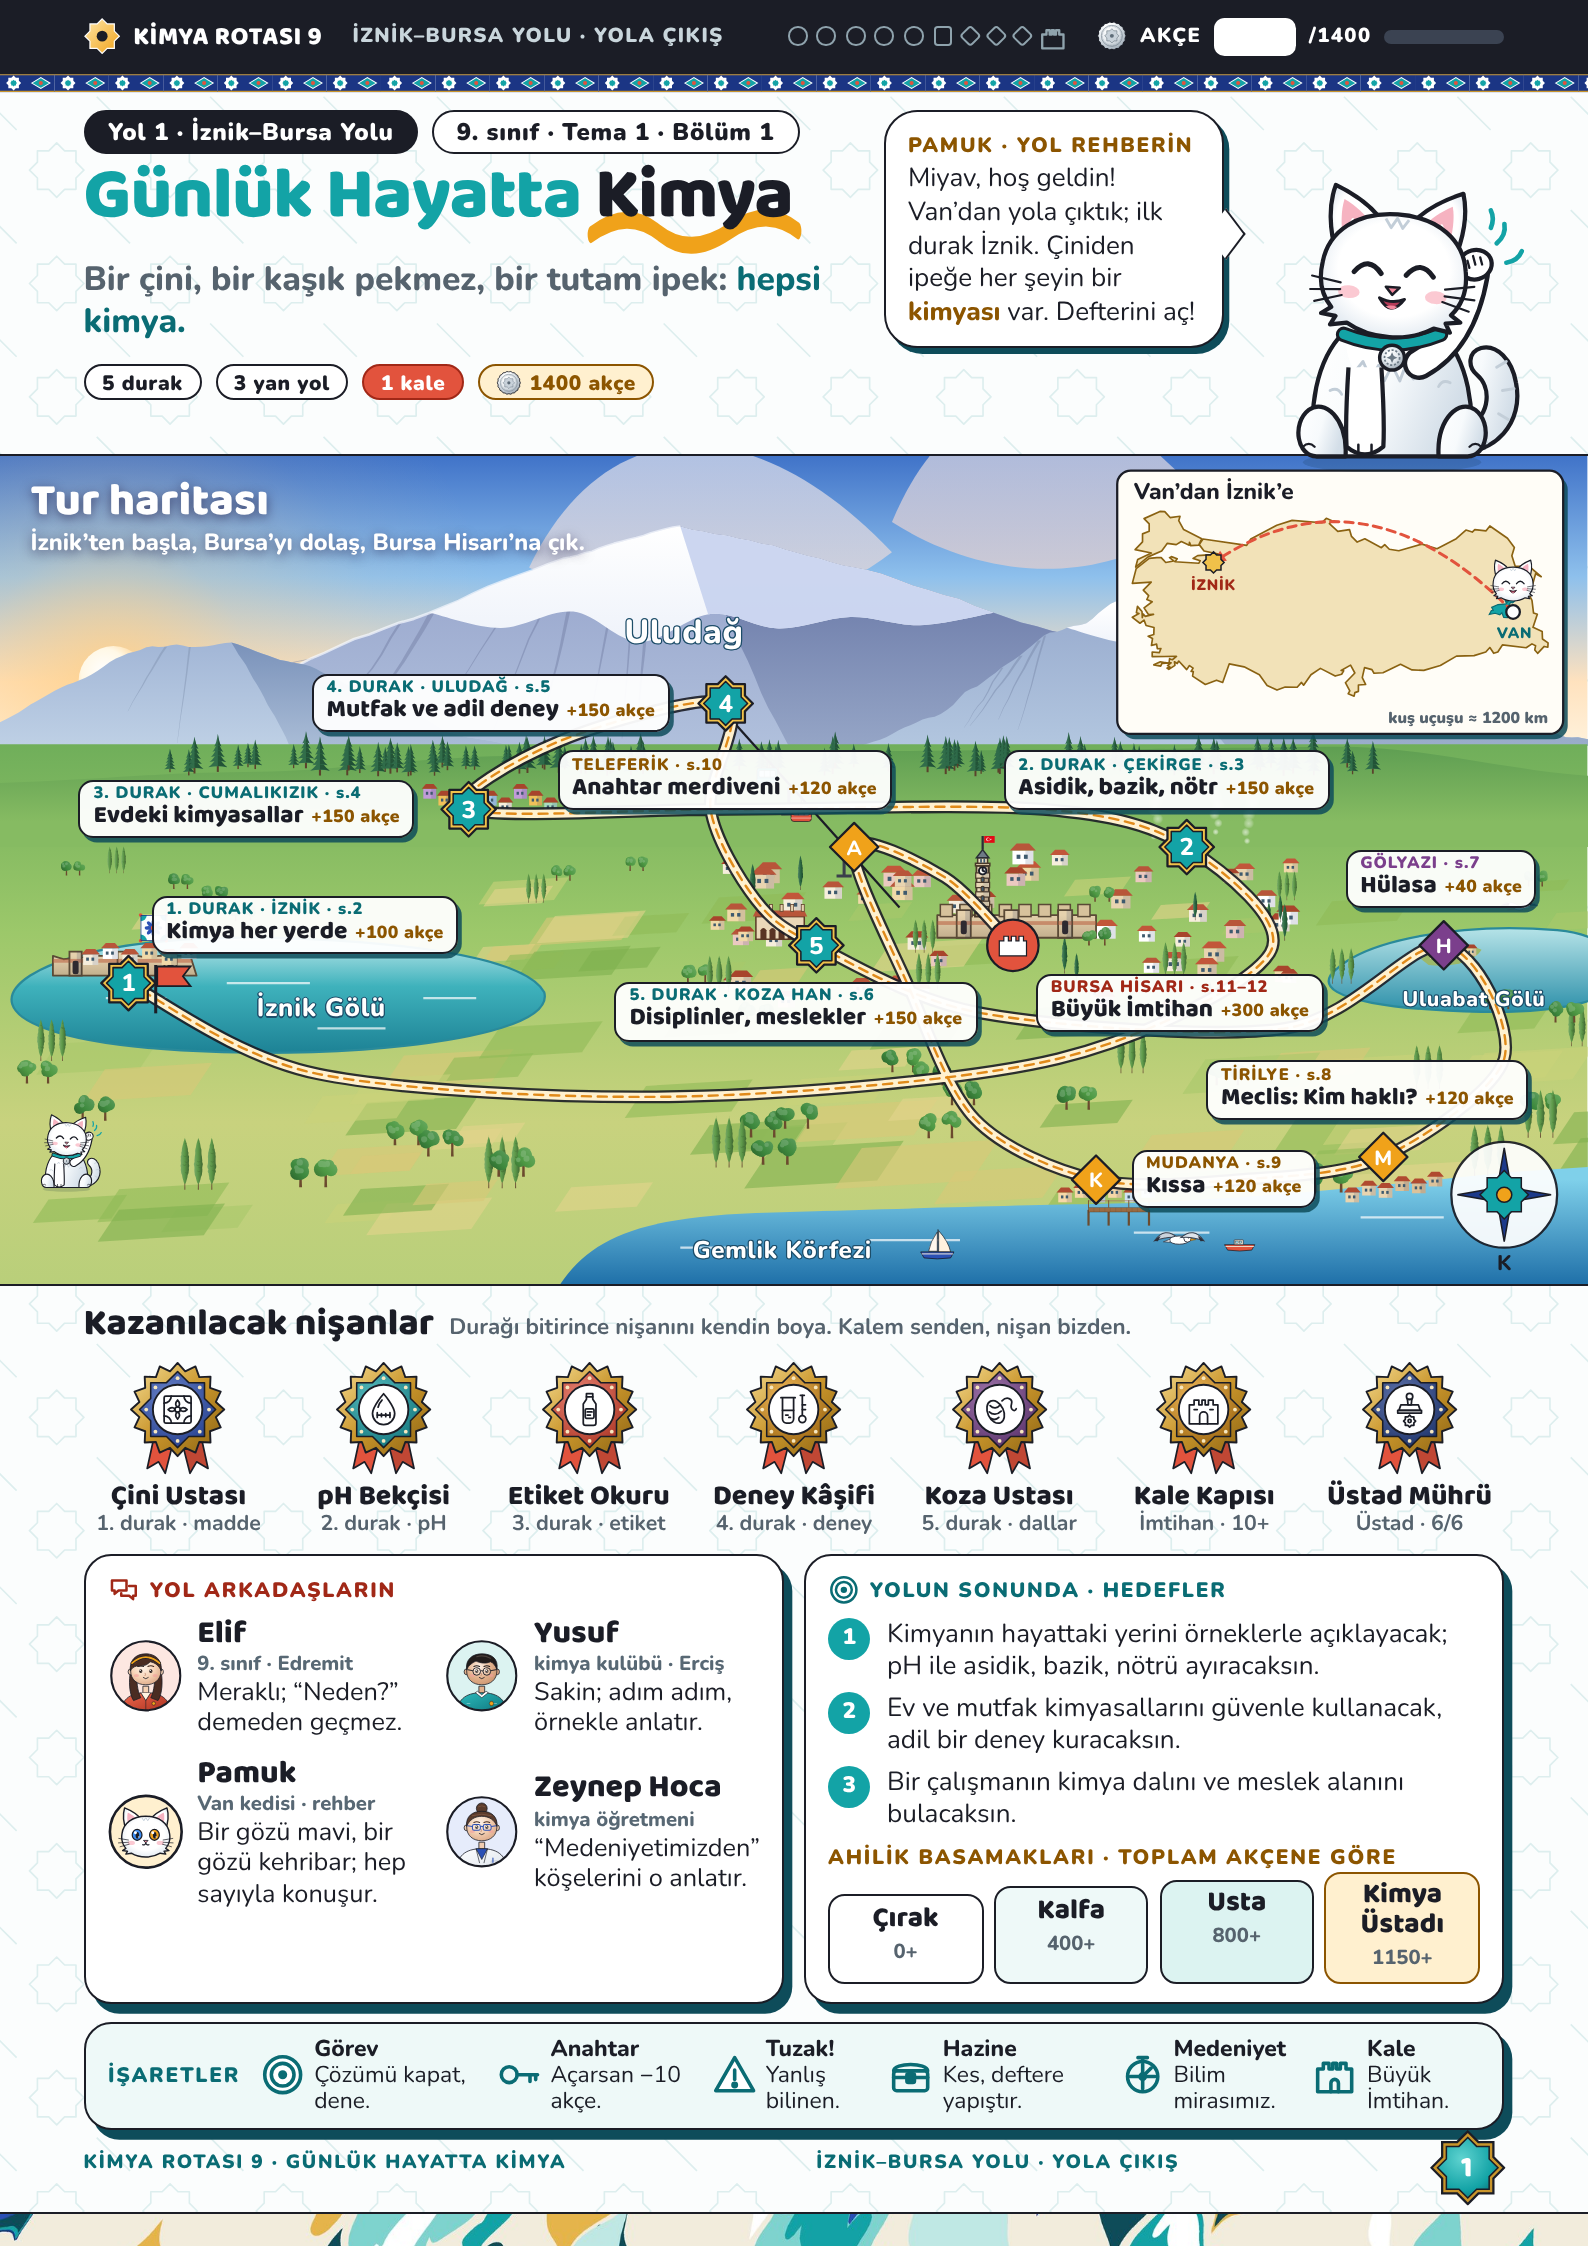 KİMYA ROTASI 9 İZNİK–BURSA YOLU · YOLA ÇIKIŞ AKÇE /1400
Yol 1 · İznik–Bursa Yolu 9. sınıf · Tema 1 · Bölüm 1
Günlük Hayatta Kimya
Bir çini, bir kaşık pekmez, bir tutam ipek: hepsi
kimya.
5 durak 3 yan yol 1 kale 1400 akçe
PAMUK · YOL REHBERİN
Miyav, hoş geldin!
Van’dan yola çıktık; ilk
durak İznik. Çiniden
ipeğe her şeyin bir
kimyası var. Defterini aç!
Tur haritası
İznik’ten başla, Bursa’yı dolaş, Bursa Hisarı’na çık.
Van’dan İznik’e
İZNİK
VAN
kuş uçuşu ≈ 1200 km
Uludağ
4. DURAK · ULUDAĞ · s.5
Mutfak ve adil deney +150 akçe
4
TELEFERİK · s.10
Anahtar merdiveni +120 akçe
2. DURAK · ÇEKİRGE · s.3
Asidik, bazik, nötr +150 akçe
3. DURAK · CUMALIKIZIK · s.4
Evdeki kimyasallar +150 akçe
3
A
2
GÖLYAZI · s.7
Hülasa +40 akçe
1. DURAK · İZNİK · s.2
Kimya her yerde +100 akçe
5
H
1
İznik Gölü
5. DURAK · KOZA HAN · s.6
Disiplinler, meslekler +150 akçe
BURSA HİSARI · s.11–12
Büyük İmtihan +300 akçe
Uluabat Gölü
TİRİLYE · s.8
Meclis: Kim haklı? +120 akçe
M
K
MUDANYA · s.9
Kıssa +120 akçe
Gemlik Körfezi
K
Kazanılacak nişanlar Durağı bitirince nişanını kendin boya. Kalem senden, nişan bizden.
Çini Ustası pH Bekçisi Etiket Okuru Deney Kâşifi Koza Ustası Kale Kapısı Üstad Mührü
1. durak · madde 2. durak · pH 3. durak · etiket 4. durak · deney 5. durak · dallar İmtihan · 10+ Üstad · 6/6
YOL ARKADAŞLARIN
Elif
9. sınıf · Edremit
Meraklı; “Neden?”
demeden geçmez.
Yusuf
kimya kulübü · Erciş
Sakin; adım adım,
örnekle anlatır.
Pamuk
Van kedisi · rehber
Bir gözü mavi, bir
gözü kehribar; hep
sayıyla konuşur.
Zeynep Hoca
kimya öğretmeni
“Medeniyetimizden”
köşelerini o anlatır.
YOLUN SONUNDA · HEDEFLER
1 Kimyanın hayattaki yerini örneklerle açıklayacak;
pH ile asidik, bazik, nötrü ayıracaksın.
2 Ev ve mutfak kimyasallarını güvenle kullanacak,
adil bir deney kuracaksın.
3 Bir çalışmanın kimya dalını ve meslek alanını
bulacaksın.
AHİLİK BASAMAKLARI · TOPLAM AKÇENE GÖRE
Çırak
0+
Kalfa
400+
Usta
800+
Kimya
Üstadı
1150+
İŞARETLER
Görev
Çözümü kapat,
dene.
Anahtar
Açarsan −10
akçe.
Tuzak!
Yanlış
bilinen.
Hazine
Kes, deftere
yapıştır.
Medeniyet
Bilim
mirasımız.
Kale
Büyük
İmtihan.
KİMYA ROTASI 9 · GÜNLÜK HAYATTA KİMYA İZNİK–BURSA YOLU · YOLA ÇIKIŞ 1